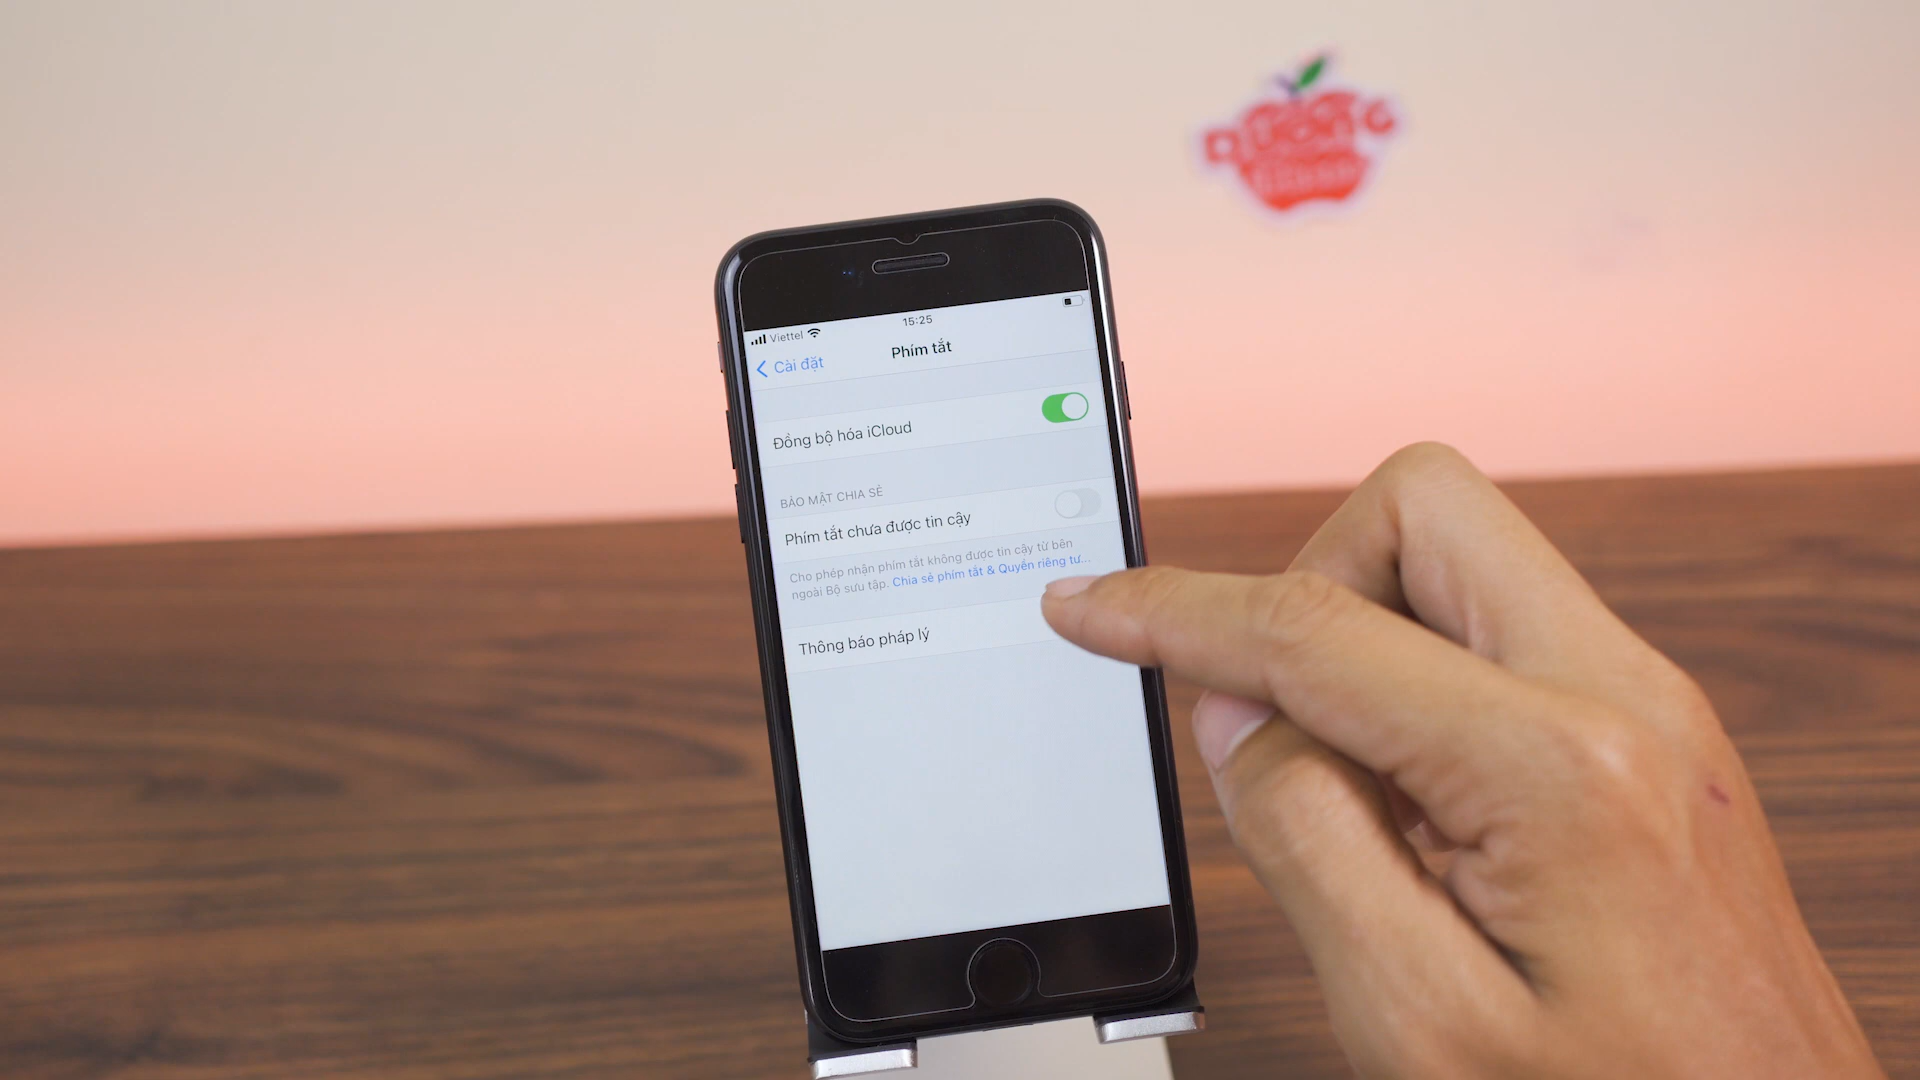 Viettel
15:25
Cài đặt
Phím tắt
Đồng bộ hóa iCloud
BẢO MẬT CHIA SẺ
Phím tắt chưa được tin cậy
Cho phép nhận phím tắt không được tin cậy từ bên
ngoài Bộ sưu tập. Chia sẻ phím tắt & Quyền riêng tư...
Thông báo pháp lý